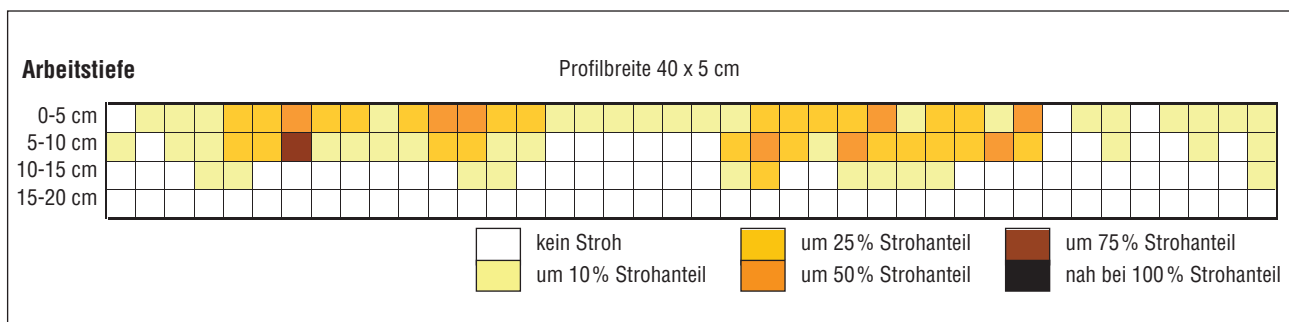 Arbeitstiefe
Profilbreite 40 x 5 cm
0-5 cm
5-10 cm
10-15 cm
15-20 cm
kein Stroh
um 25 % Strohanteil
um 75 % Strohanteil
um 10 % Strohanteil
um 50 % Strohanteil
nah bei 100 % Strohanteil